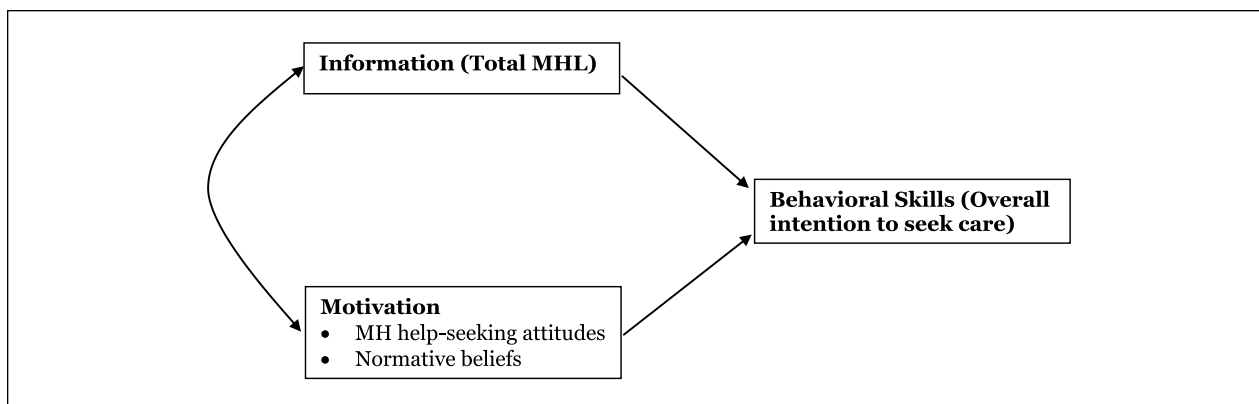 Information (Total MHL)
Behavioral Skills (Overall
intention to seek care)
Motivation
• MH help-seeking attitudes
• Normative beliefs